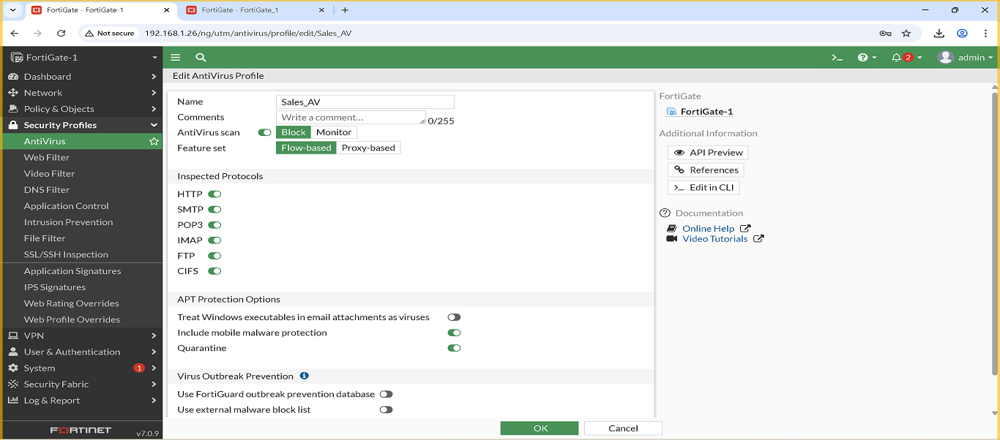 FortiGate - FortiGate-1
FortiGate - FortiGate_1
Not secure 192.168.1.26/ng/utm/antivirus/profile/edit/Sales_AV
FortiGate-1
Dashboard
Network
Policy & Objects
Security Profiles
AntiVirus
Web Filter
Video Filter
DNS Filter
Application Control
Intrusion Prevention
File Filter
SSL/SSH Inspection
Application Signatures
IPS Signatures
Web Rating Overrides
Web Profile Overrides
VPN
User & Authentication
System 1
Security Fabric
Log & Report
FORTINET v7.0.9
2 admin
Edit AntiVirus Profile
Name Sales_AV
Comments Write a comment... 0/255
AntiVirus scan Block Monitor
Feature set Flow-based Proxy-based
Inspected Protocols
HTTP
SMTP
POP3
IMAP
FTP
CIFS
APT Protection Options
Treat Windows executables in email attachments as viruses
Include mobile malware protection
Quarantine
Virus Outbreak Prevention
Use FortiGuard outbreak prevention database
Use external malware block list
OK Cancel
FortiGate
FortiGate-1
Additional Information
API Preview
References
Edit in CLI
Documentation
Online Help
Video Tutorials